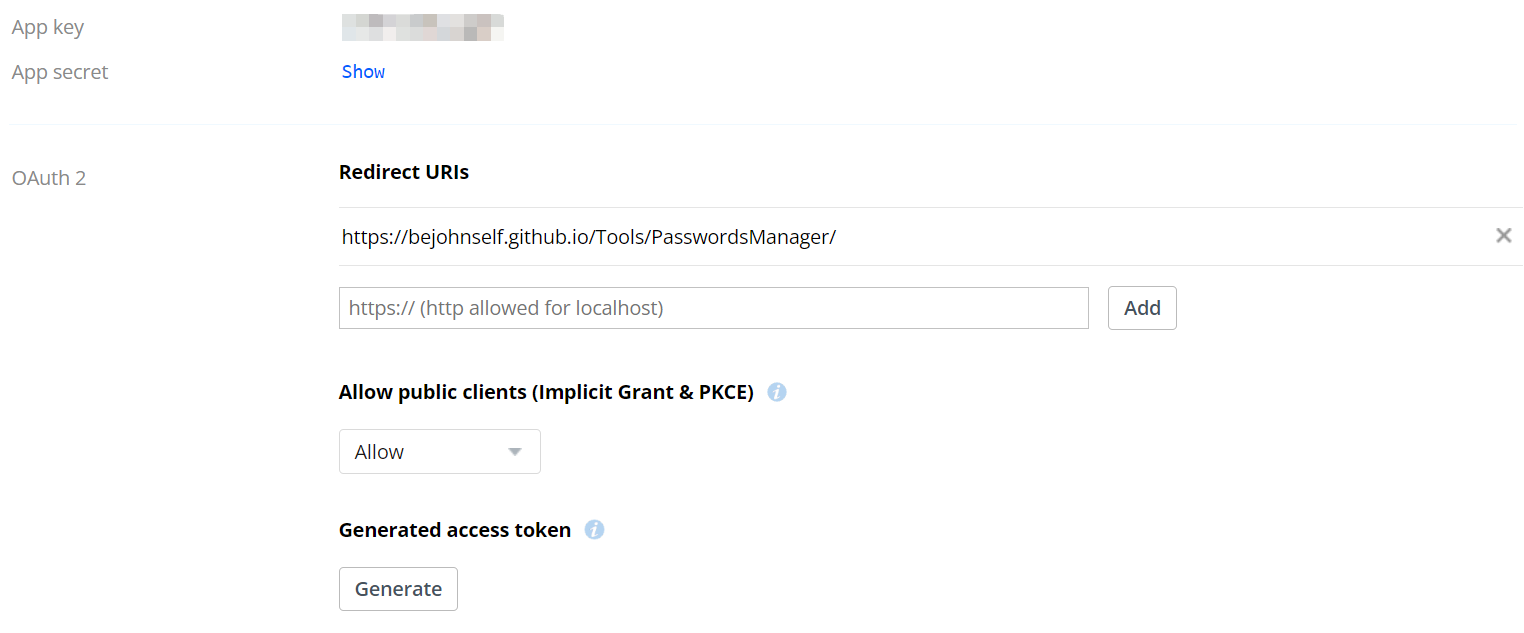 App key
App secret
Show
OAuth 2
Redirect URIs
https://bejohnself.github.io/Tools/PasswordsManager/
https:// (http allowed for localhost)
Add
Allow public clients (Implicit Grant & PKCE)
Allow
Generated access token
Generate